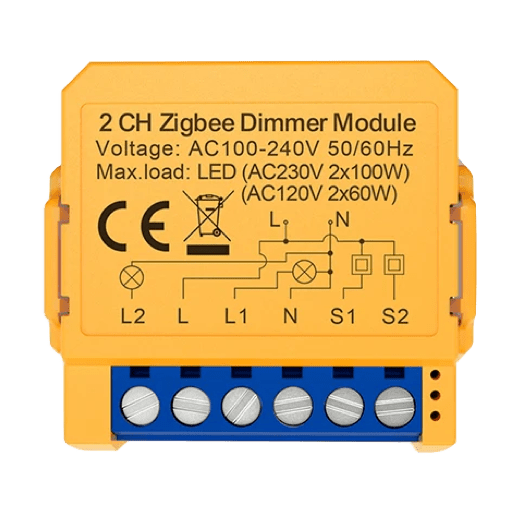 2 CH Zigbee Dimmer Module
Voltage: AC100-240V 50/60Hz
Max.load: LED (AC230V 2x100W)
(AC120V 2x60W)
CE
L N
L2 L L1 N S1 S2